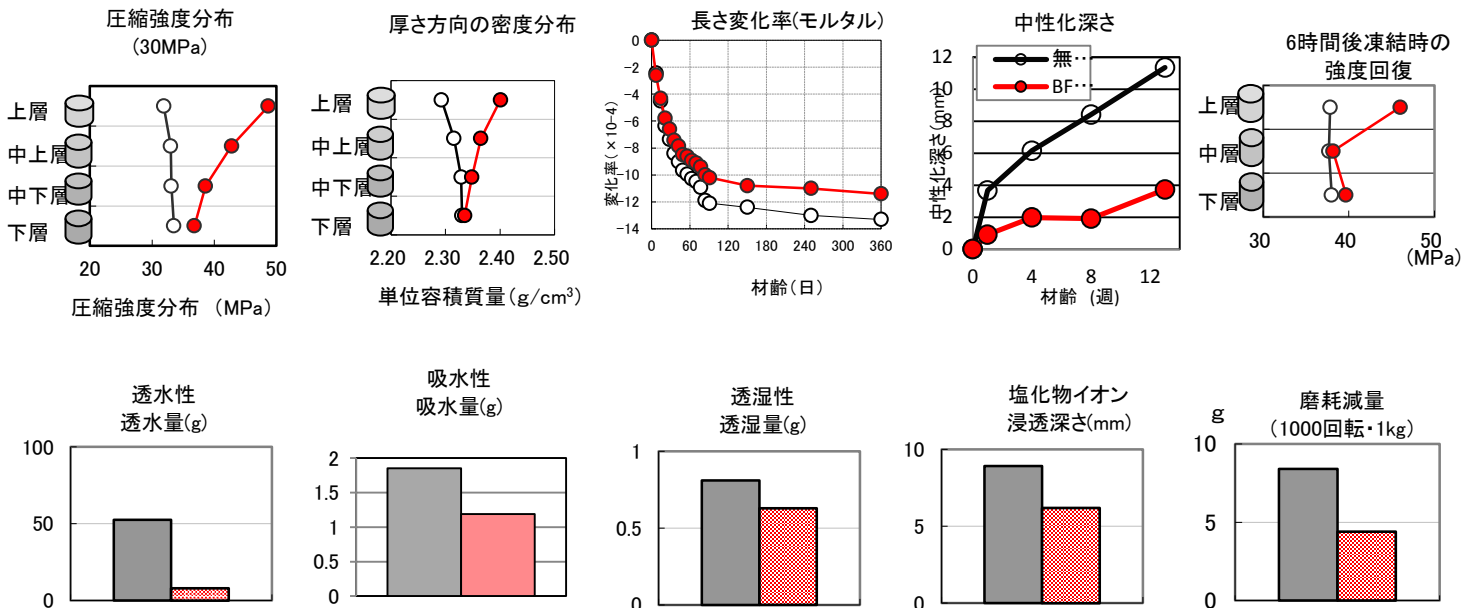 圧縮強度分布
(30MPa)
上層
中上層
中下層
下層
20 30 40 50
圧縮強度分布 (MPa)
厚さ方向の密度分布
上層
中上層
中下層
下層
2.20 2.30 2.40 2.50
単位容積質量(g/cm³)
長さ変化率(モルタル)
変化率(×10-4)
0
-2
-4
-6
-8
-10
-12
-14
0 60 120 180 240 300 360
材齢(日)
中性化深さ
無…
BF…
中性化深さ(mm)
12
10
8
6
4
2
0
0 4 8 12
材齢 (週)
6時間後凍結時の
強度回復
上層
中層
下層
30 40 50
(MPa)
透水性
透水量(g)
100
50
0
吸水性
吸水量(g)
2
1.5
1
0.5
0
透湿性
透湿量(g)
1
0.5
0
塩化物イオン
浸透深さ(mm)
10
5
0
g
磨耗減量
(1000回転・1kg)
10
5
0